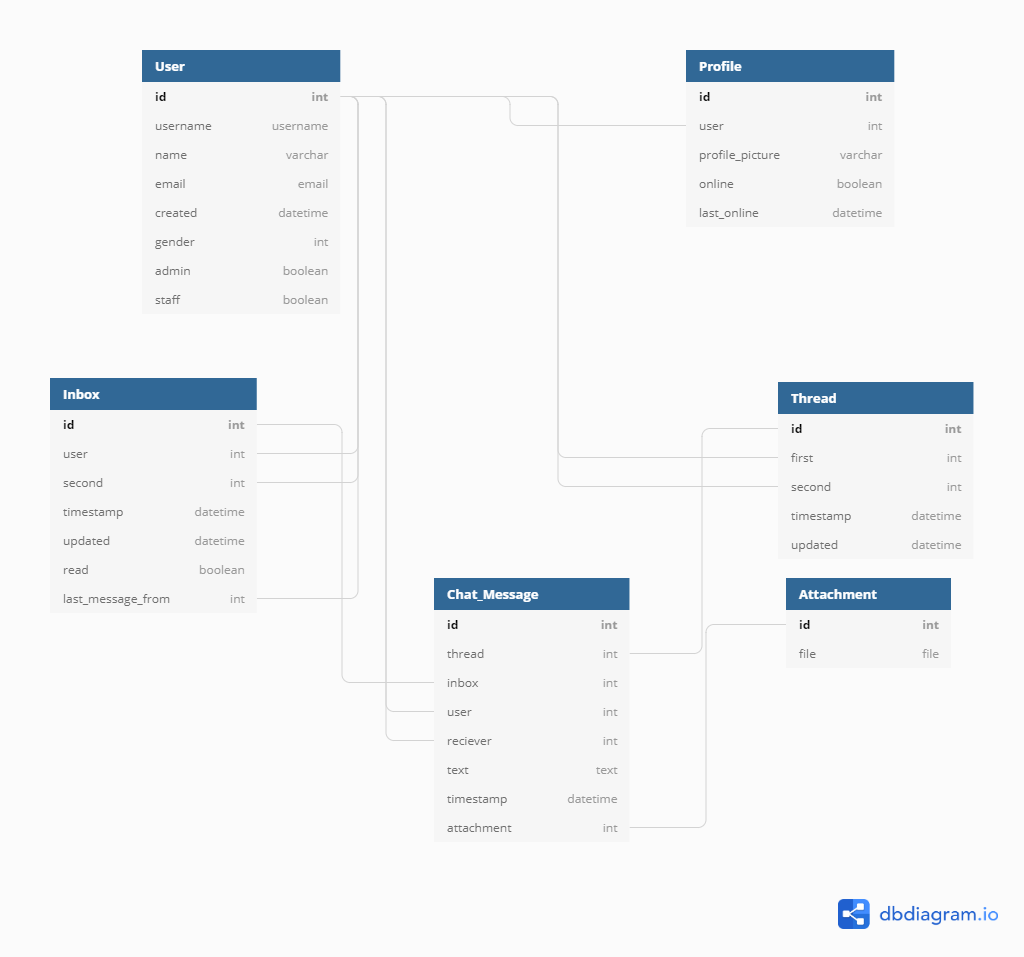 User
id int
username username
name varchar
email email
created datetime
gender int
admin boolean
staff boolean
Profile
id int
user int
profile_picture varchar
online boolean
last_online datetime
Inbox
id int
user int
second int
timestamp datetime
updated datetime
read boolean
last_message_from int
Thread
id int
first int
second int
timestamp datetime
updated datetime
Chat_Message
id int
thread int
inbox int
user int
reciever int
text text
timestamp datetime
attachment int
Attachment
id int
file file
dbdiagram.io